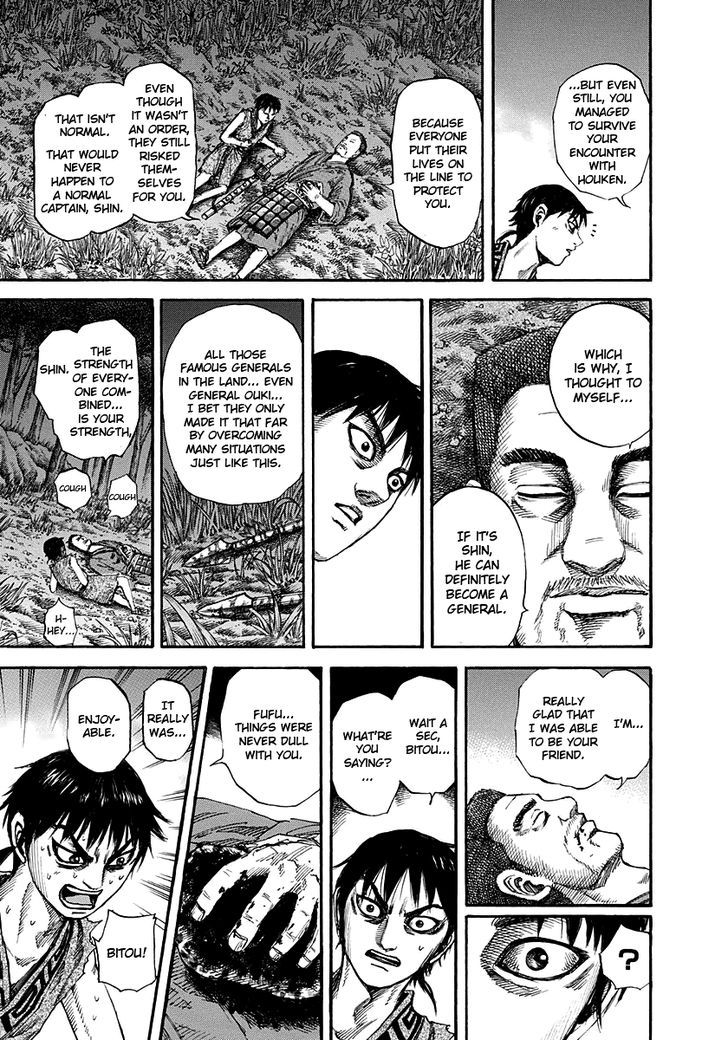 ...BUT EVEN
STILL, YOU
MANAGED
TO SURVIVE
YOUR
ENCOUNTER
WITH
HOUKEN.
BECAUSE
EVERYONE
PUT THEIR
LIVES ON
THE LINE TO
PROTECT
YOU.
EVEN
THOUGH
IT WASN'T
AN ORDER,
THEY STILL
RISKED
THEM-
SELVES
FOR YOU.
THAT ISN'T
NORMAL.
THAT WOULD
NEVER
HAPPEN TO
A NORMAL
CAPTAIN, SHIN.
WHICH
IS WHY, I
THOUGHT TO
MYSELF...
IF IT'S
SHIN,
HE CAN
DEFINITELY
BECOME A
GENERAL.
ALL THOSE
FAMOUS GENERALS
IN THE LAND... EVEN
GENERAL OUKI...
I BET THEY ONLY
MADE IT THAT FAR
BY OVERCOMING
MANY SITUATIONS
JUST LIKE THIS.
SHIN.
THE
STRENGTH
OF EVERY-
ONE COM-
BINED...
IS YOUR
STRENGTH,
COUGH
COUGH
H-
HEY...
I'M...
REALLY
GLAD THAT
I WAS ABLE
TO BE YOUR
FRIEND.
?
WAIT A
SEC,
BITOU...
WHAT'RE
YOU
SAYING?
...
FUFU...
THINGS WERE
NEVER DULL
WITH YOU.
IT
REALLY
WAS...
ENJOY-
ABLE.
BITOU!